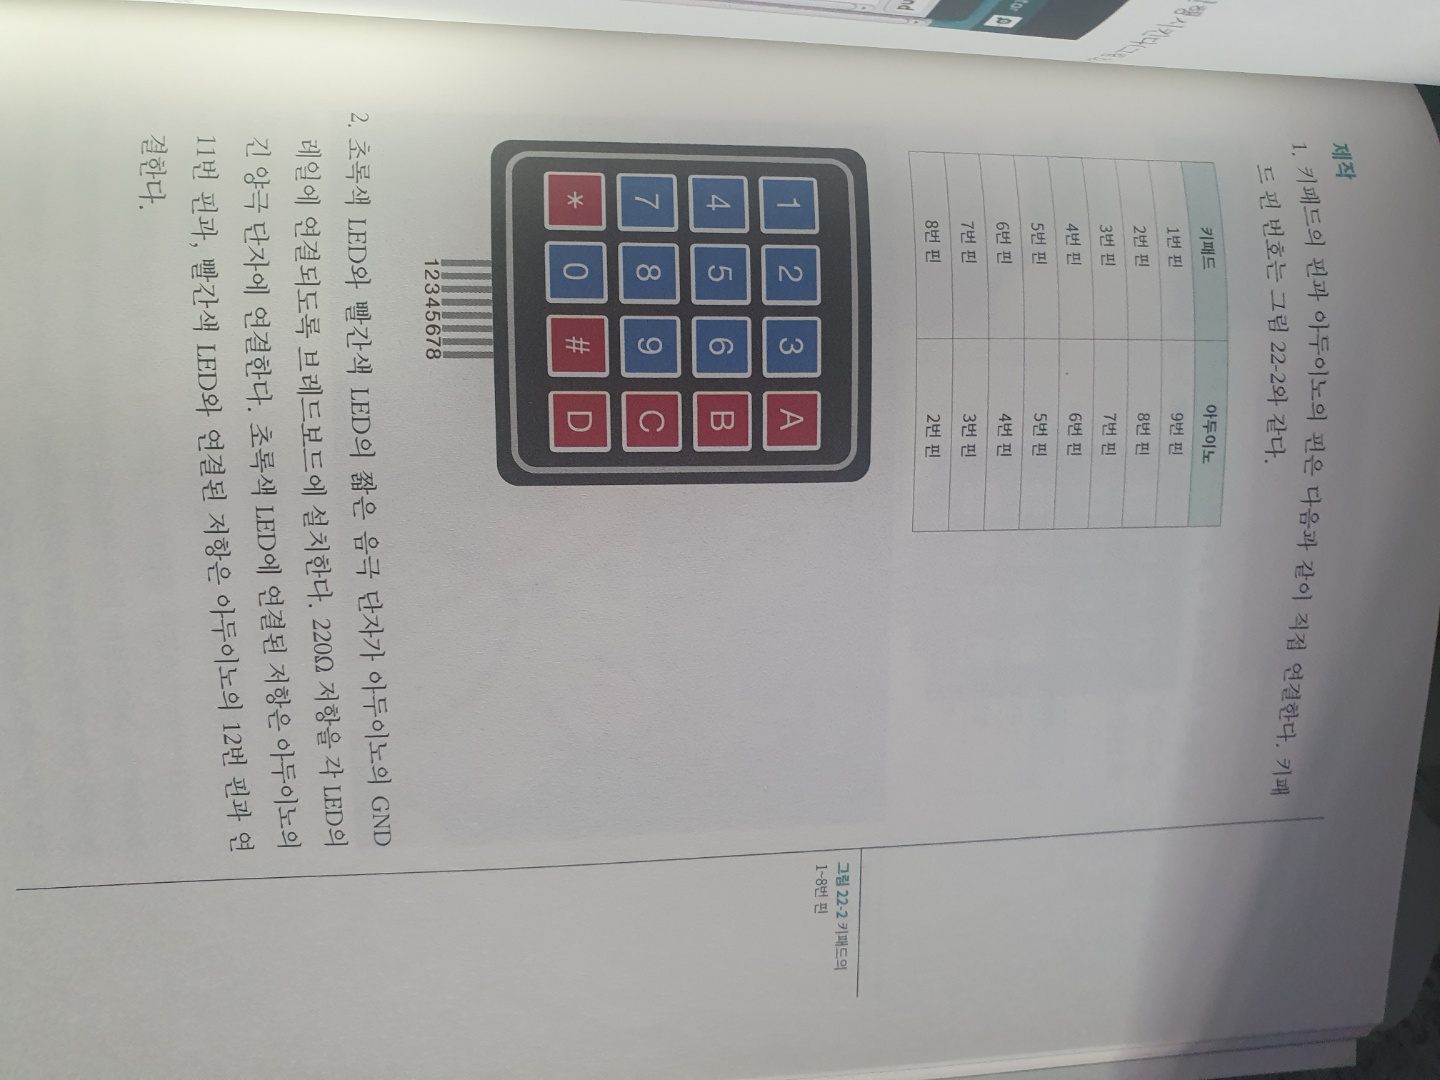 제작
1. 키패드의 핀과 아두이노의 핀은 다음과 같이 직접 연결한다. 키패
드 핀 번호는 그림 22-2와 같다.
키패드 아두이노
1번 핀 9번 핀
2번 핀 8번 핀
3번 핀 7번 핀
4번 핀 6번 핀
5번 핀 5번 핀
6번 핀 4번 핀
7번 핀 3번 핀
8번 핀 2번 핀
그림 22-2 키패드의
1~8번 핀
1 2 3 A
4 5 6 B
7 8 9 C
* 0 # D
12345678
2. 초록색 LED와 빨간색 LED의 짧은 음극 단자가 아두이노의 GND
레일에 연결되도록 브레드보드에 설치한다. 220Ω 저항을 각 LED의
긴 양극 단자에 연결한다. 초록색 LED에 연결된 저항은 아두이노의
11번 핀과, 빨간색 LED와 연결된 저항은 아두이노의 12번 핀과 연
결한다.